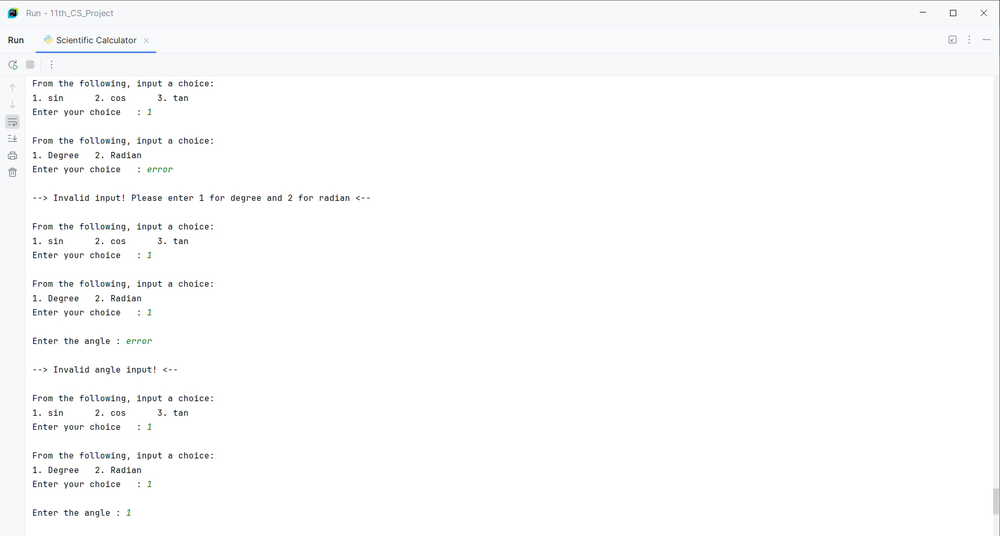 Run - 11th_CS_Project
Run Scientific Calculator
From the following, input a choice:
1. sin      2. cos      3. tan
Enter your choice   : 1
From the following, input a choice:
1. Degree   2. Radian
Enter your choice   : error
--> Invalid input! Please enter 1 for degree and 2 for radian <--
From the following, input a choice:
1. sin      2. cos      3. tan
Enter your choice   : 1
From the following, input a choice:
1. Degree   2. Radian
Enter your choice   : 1
Enter the angle : error
--> Invalid angle input! <--
From the following, input a choice:
1. sin      2. cos      3. tan
Enter your choice   : 1
From the following, input a choice:
1. Degree   2. Radian
Enter your choice   : 1
Enter the angle : 1